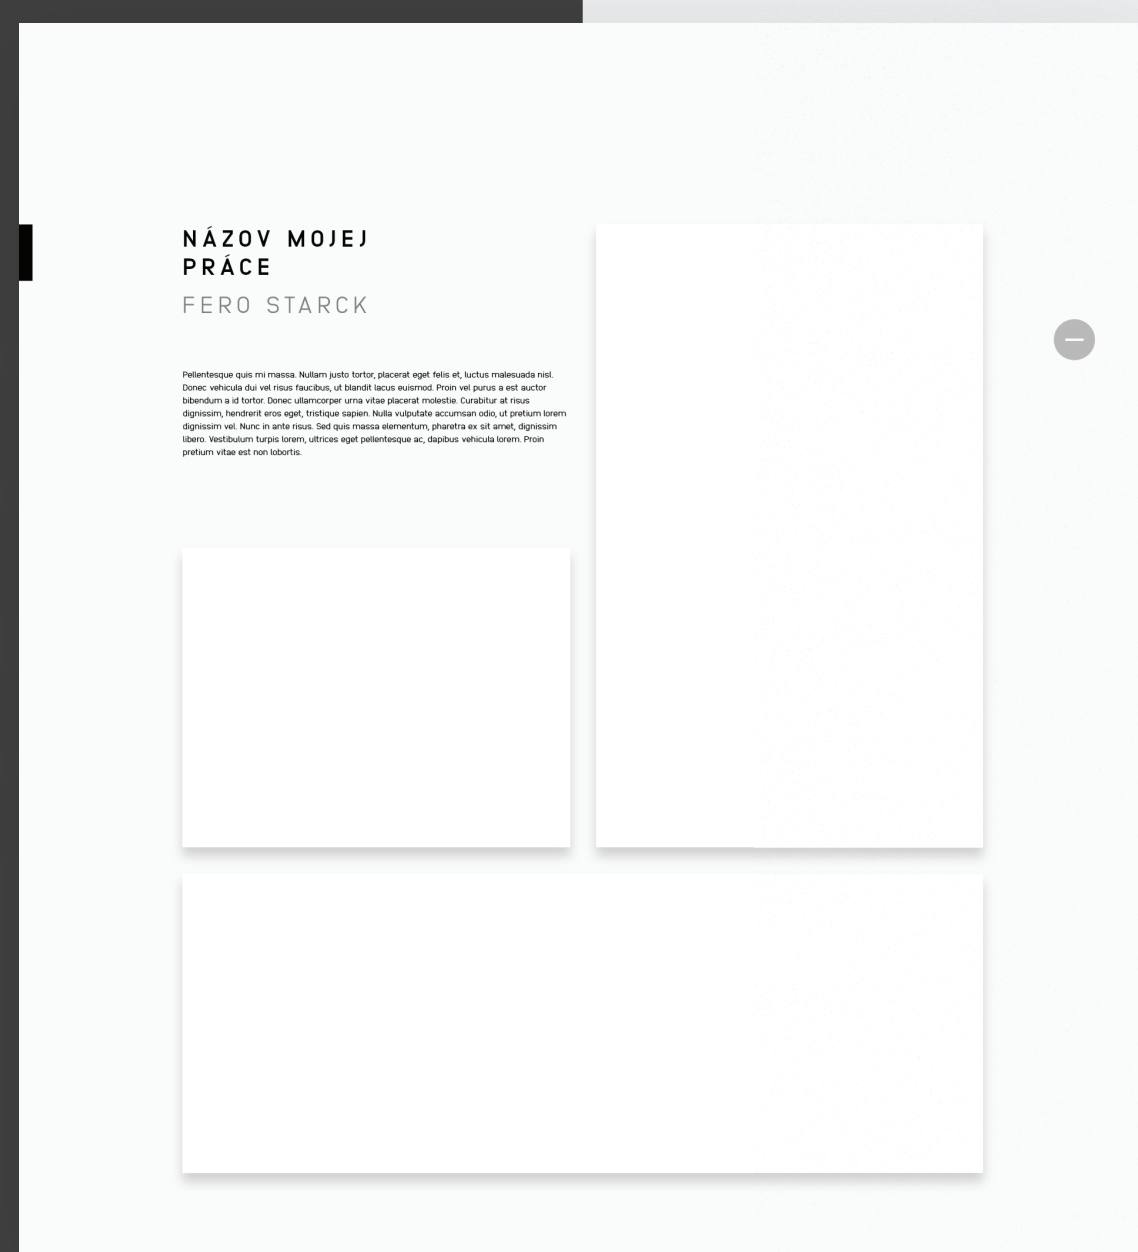 NÁZOV MOJEJ
PRÁCE
FERO STARCK
Pellentesque quis mi massa. Nullam justo tortor, placerat eget felis et, luctus malesuada nisl.
Donec vehicula dui vel risus faucibus, ut blandit lacus euismod. Proin vel purus a est auctor
bibendum a id tortor. Donec ullamcorper urna vitae placerat molestie. Curabitur at risus
dignissim, hendrerit eros eget, tristique sapien. Nulla vulputate accumsan odio, ut pretium lorem
dignissim vel. Nunc in ante risus. Sed quis massa elementum, pharetra ex sit amet, dignissim
libero. Vestibulum turpis lorem, ultrices eget pellentesque ac, dapibus vehicula lorem. Proin
pretium vitae est non lobortis.